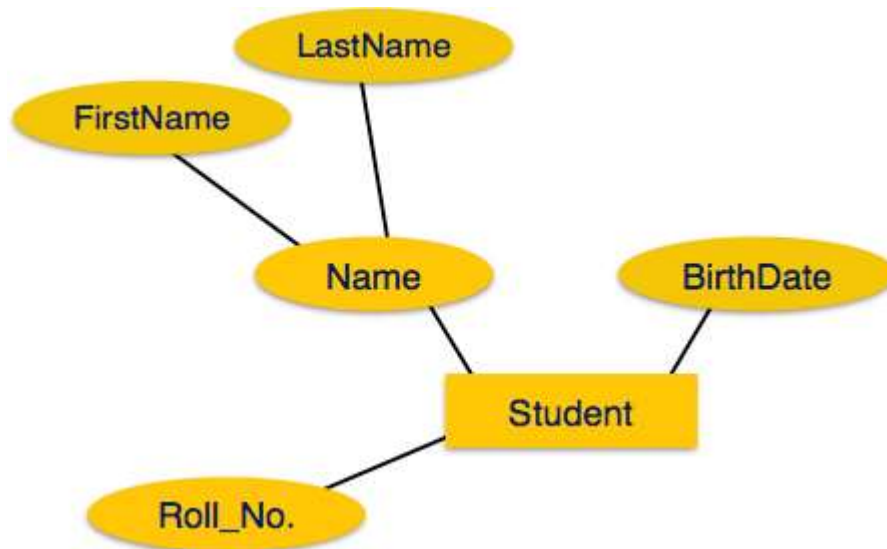 LastName
FirstName
Name
BirthDate
Student
Roll_No.